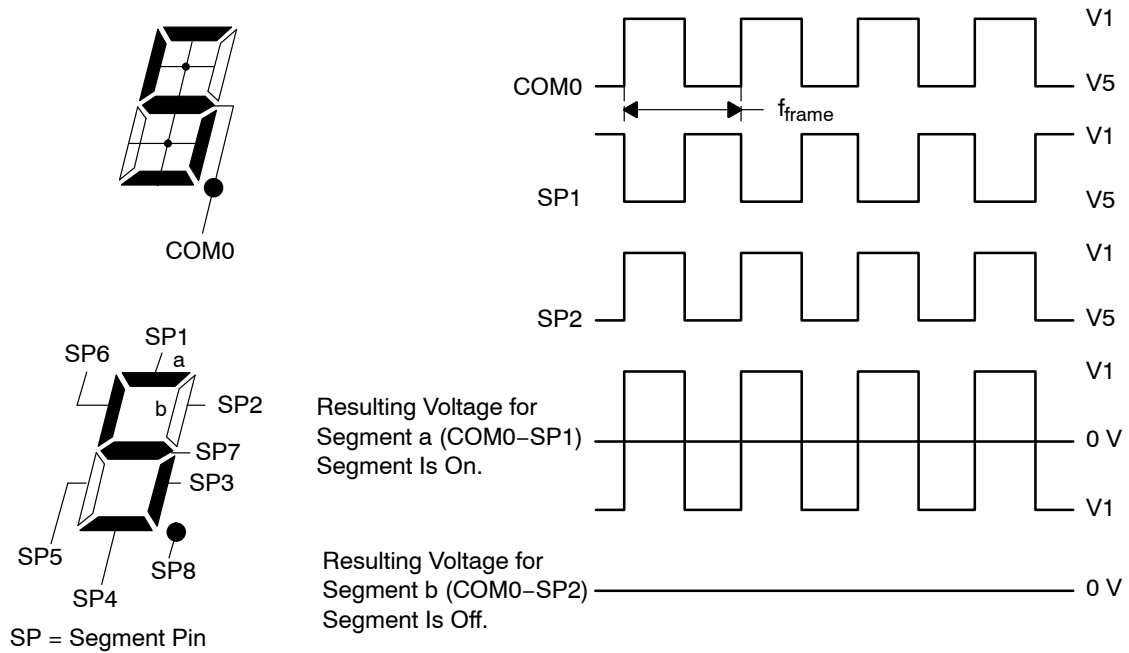 COM0
SP1
a
SP6
b
SP2
SP7
SP3
SP5
SP8
SP4
SP = Segment Pin
V1
COM0
V5
fframe
V1
SP1
V5
V1
SP2
V5
V1
Resulting Voltage for
Segment a (COM0−SP1)
0 V
Segment Is On.
V1
Resulting Voltage for
Segment b (COM0−SP2)
0 V
Segment Is Off.